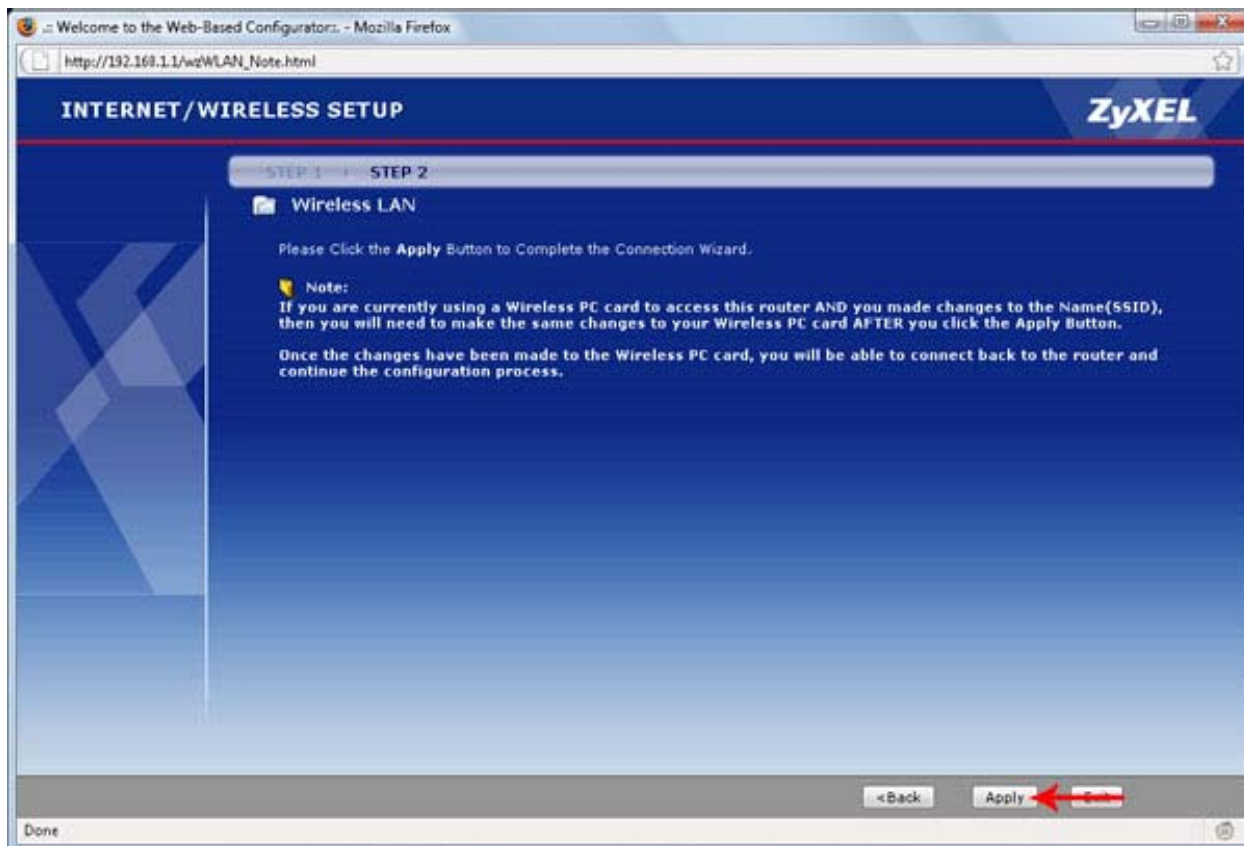 .:: Welcome to the Web-Based Configurator::. - Mozilla Firefox
http://192.168.1.1/wzWLAN_Note.html
INTERNET/WIRELESS SETUP
ZyXEL
STEP 1 STEP 2
Wireless LAN
Please Click the Apply Button to Complete the Connection Wizard.
Note:
If you are currently using a Wireless PC card to access this router AND you made changes to the Name(SSID),
then you will need to make the same changes to your Wireless PC card AFTER you click the Apply Button.
Once the changes have been made to the Wireless PC card, you will be able to connect back to the router and
continue the configuration process.
<Back Apply Exit
Done